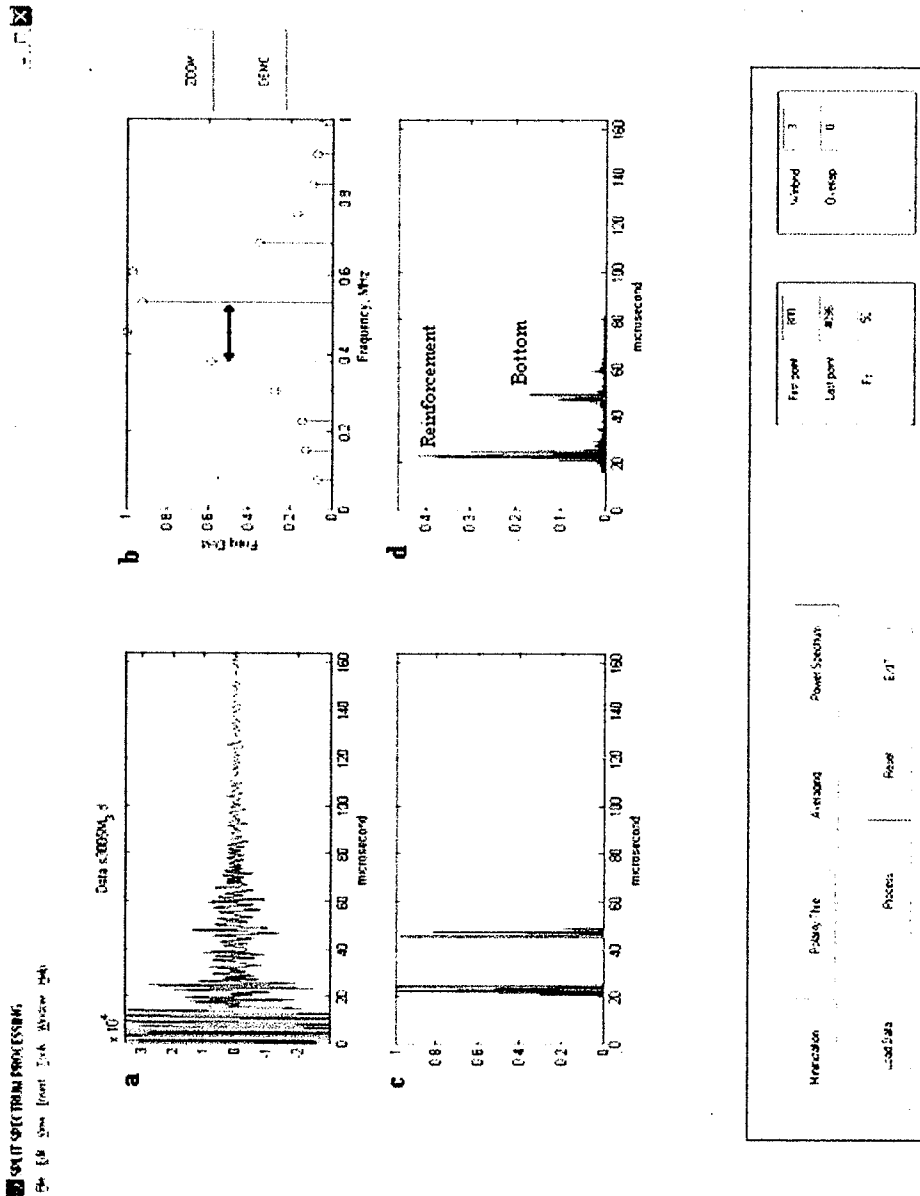 SPLIT SPECTRUM PROCESSING
File Edit View Insert Tools Window Help
a
x 10^4
Data
3
2
1
0
-1
-2
0 20 40 60 80 100 120 140 160
microsecond
b
1
0.8
0.6
0.4
0.2
0
0 0.2 0.4 0.6 0.8 1
Frequency, MHz
ZOOM
c
1
0.8
0.6
0.4
0.2
0
0 20 40 60 80 100 120 140 160
microsecond
d
0.4
0.3
0.2
0.1
0
Reinforcement
Bottom
0 20 40 60 80 100 120 140 160
microsecond
Minimization
Averaging
Power Spectrum
Load Data
Process
Reset
EXIT
First point
Last point
Overlap
3
0